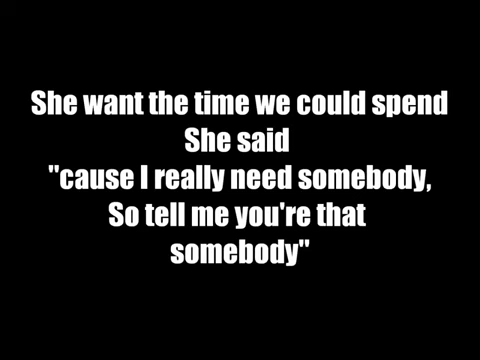 She want the time we could spend
She said
"cause I really need somebody,
So tell me you're that
somebody"